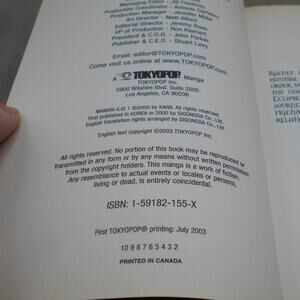 Managing Editor - Jill Freshney
Production Coordinator - Antonio DePietro
Production Manager - Jennifer Miller
Art Director - Matt Alford
Editorial Director - Jeremy Ross
VP of Production - Ron Klamert
President & C.O.O. - John Parker
Publisher & C.E.O. - Stuart Levy
Email: editor@TOKYOPOP.com
Come visit us online at www.TOKYOPOP.com
A TOKYOPOP Manga
5900 Wilshire Blvd. Suite 2000
Los Angeles, CA 90036
©2000 by KARA. All rights reserved.
First published in KOREA in 2000 by SIGONGSA Co., Ltd.
English translation rights arranged by SIGONGSA Co., Ltd.
English text copyright ©2003 TOKYOPOP Inc.
All rights reserved. No portion of this book may be reproduced or
transmitted in any form or by any means without written permission
from the copyright holders. This manga is a work of fiction.
Any resemblance to actual events or locales or persons,
living or dead, is entirely coincidental.
ISBN: 1-59182-155-X
First TOKYOPOP® printing: July 2003
10 9 8 7 6 5 4 3 2
PRINTED IN CANADA